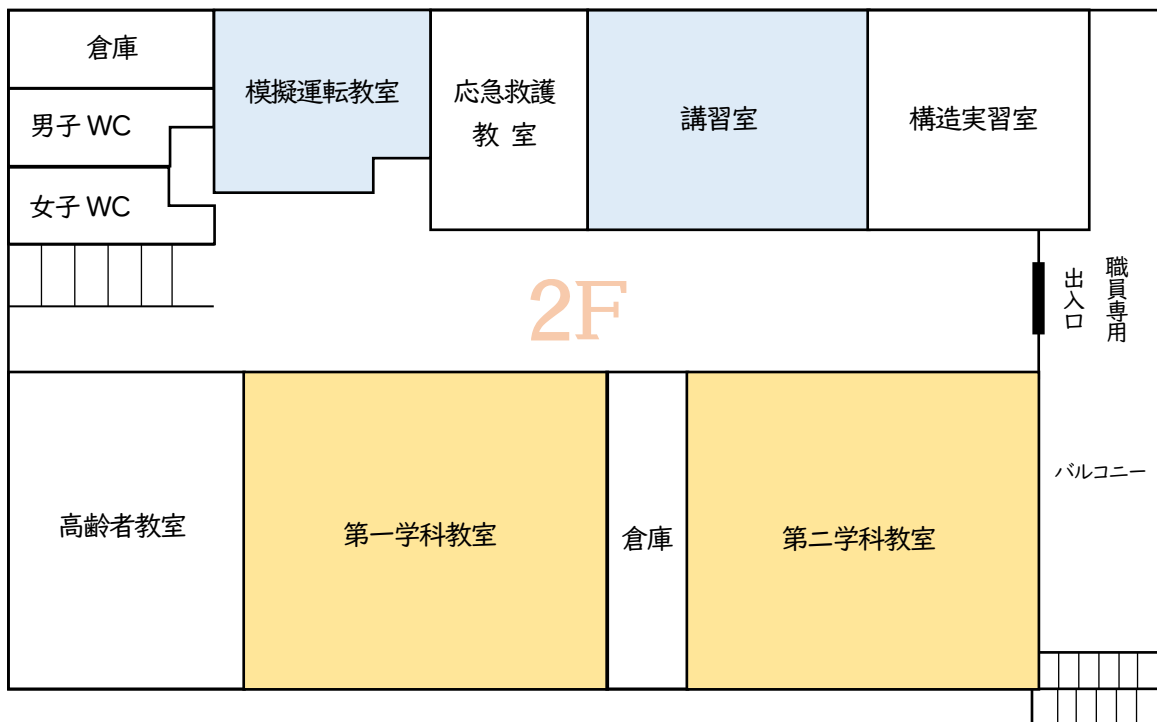 倉庫
模擬運転教室
応急救護
教 室
講習室
構造実習室
男子 WC
女子 WC
2F
職員専用
出入口
バルコニー
高齢者教室
第一学科教室
倉庫
第二学科教室